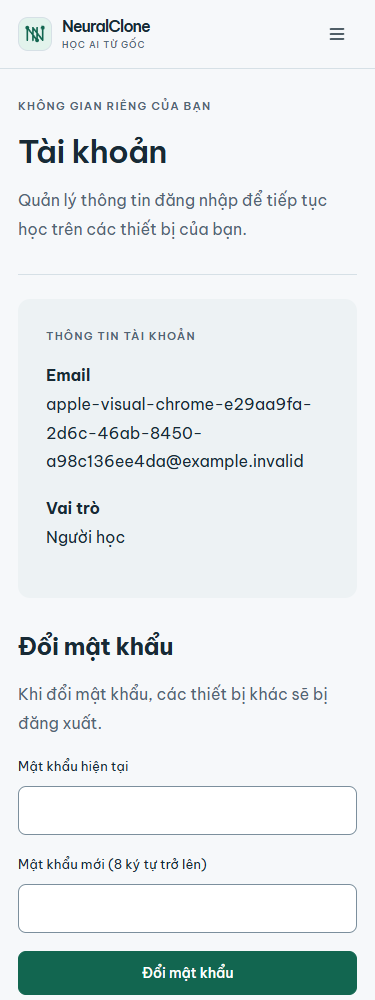 NeuralClone
HỌC AI TỪ GỐC
KHÔNG GIAN RIÊNG CỦA BẠN
Tài khoản
Quản lý thông tin đăng nhập để tiếp tục
học trên các thiết bị của bạn.
THÔNG TIN TÀI KHOẢN
Email
apple-visual-chrome-e29aa9fa-
2d6c-46ab-8450-
a98c136ee4da@example.invalid
Vai trò
Người học
Đổi mật khẩu
Khi đổi mật khẩu, các thiết bị khác sẽ bị
đăng xuất.
Mật khẩu hiện tại
Mật khẩu mới (8 ký tự trở lên)
Đổi mật khẩu